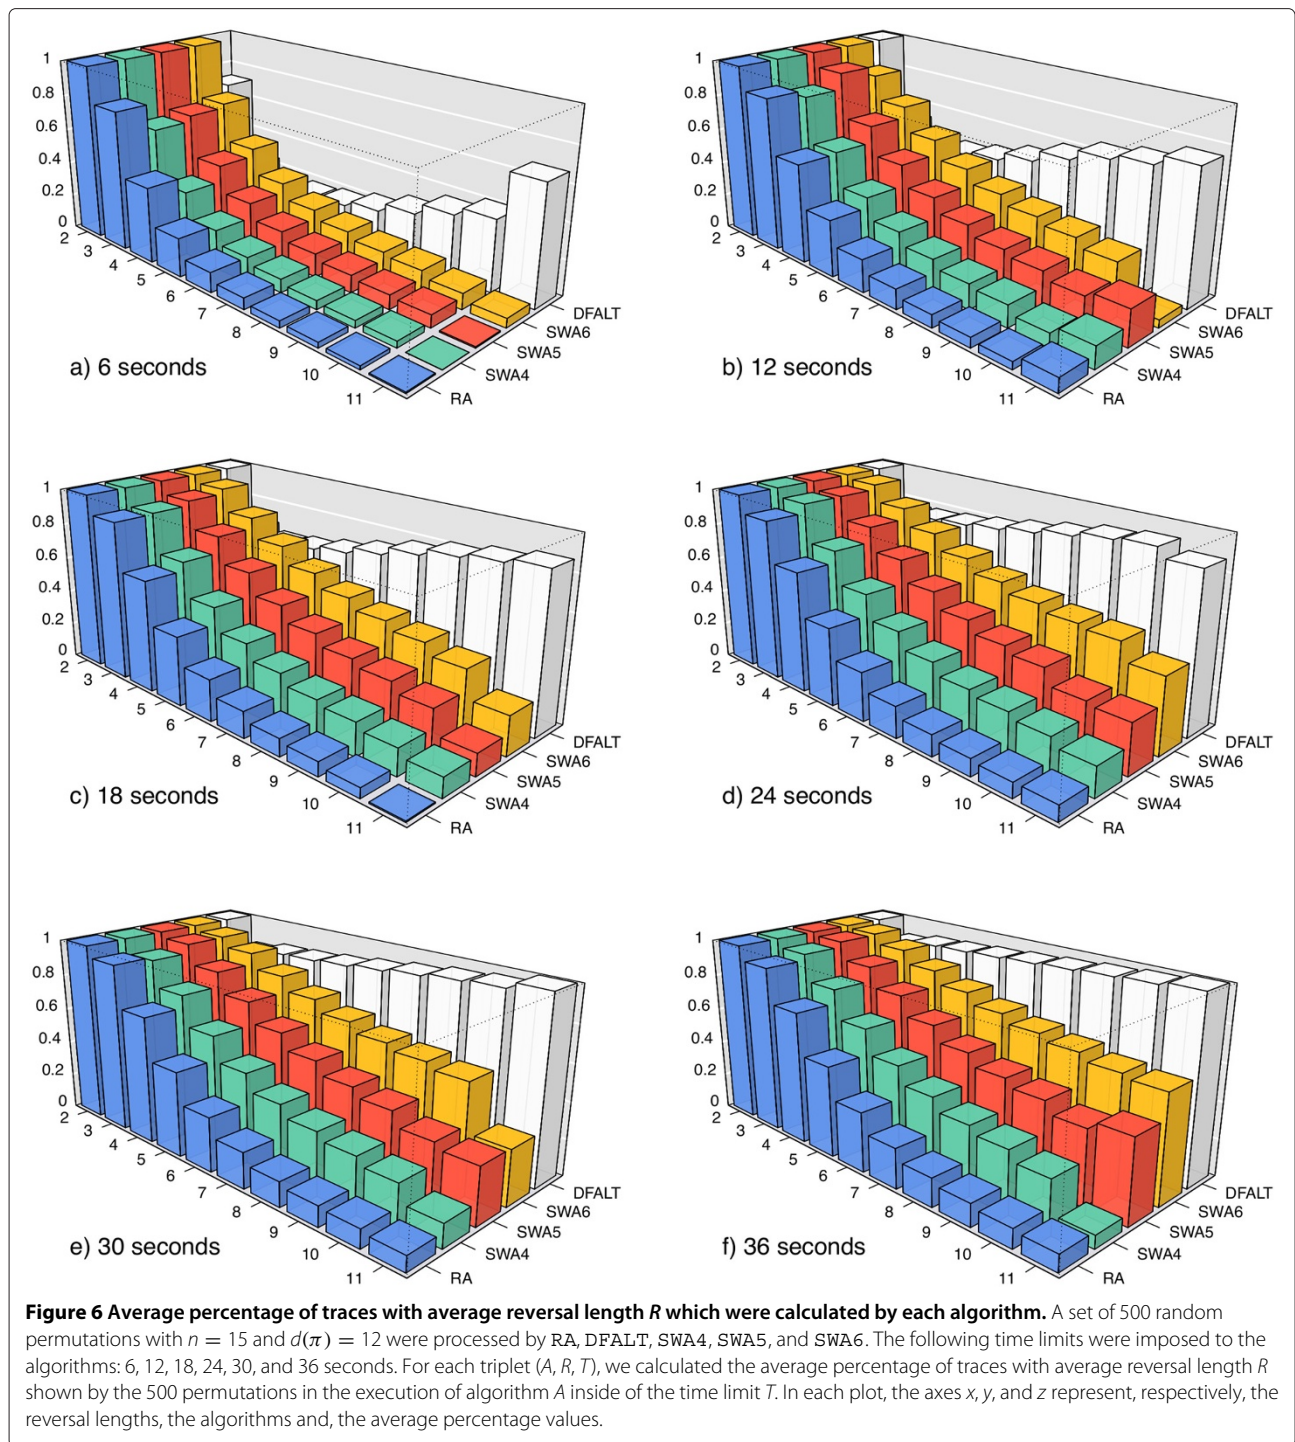 1
0.8
0.6
0.4
0.2
0
2
3
4
5
6
7
8
9
10
11
DFALT
SWA6
SWA5
SWA4
RA
a) 6 seconds
1
0.8
0.6
0.4
0.2
0
2
3
4
5
6
7
8
9
10
11
DFALT
SWA6
SWA5
SWA4
RA
b) 12 seconds
1
0.8
0.6
0.4
0.2
0
2
3
4
5
6
7
8
9
10
11
DFALT
SWA6
SWA5
SWA4
RA
c) 18 seconds
1
0.8
0.6
0.4
0.2
0
2
3
4
5
6
7
8
9
10
11
DFALT
SWA6
SWA5
SWA4
RA
d) 24 seconds
1
0.8
0.6
0.4
0.2
0
2
3
4
5
6
7
8
9
10
11
DFALT
SWA6
SWA5
SWA4
RA
e) 30 seconds
1
0.8
0.6
0.4
0.2
0
2
3
4
5
6
7
8
9
10
11
DFALT
SWA6
SWA5
SWA4
RA
f) 36 seconds
Figure 6 Average percentage of traces with average reversal length R which were calculated by each algorithm. A set of 500 random
permutations with n = 15 and d(π) = 12 were processed by RA, DFALT, SWA4, SWA5, and SWA6. The following time limits were imposed to the
algorithms: 6, 12, 18, 24, 30, and 36 seconds. For each triplet (A, R, T), we calculated the average percentage of traces with average reversal length R
shown by the 500 permutations in the execution of algorithm A inside of the time limit T. In each plot, the axes x, y, and z represent, respectively, the
reversal lengths, the algorithms and, the average percentage values.